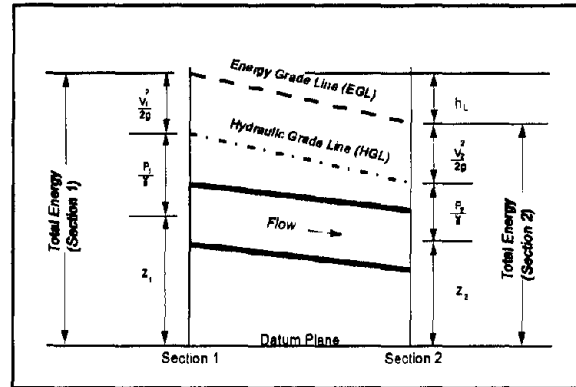 Energy Grade Line (EGL)
Hydraulic Grade Line (HGL)
Flow
Total Energy
(Section 1)
V₁²
2g
P₁
γ
Z₁
h_L
V₂²
2g
P₂
γ
Z₂
Total Energy
(Section 2)
Datum Plane
Section 1
Section 2